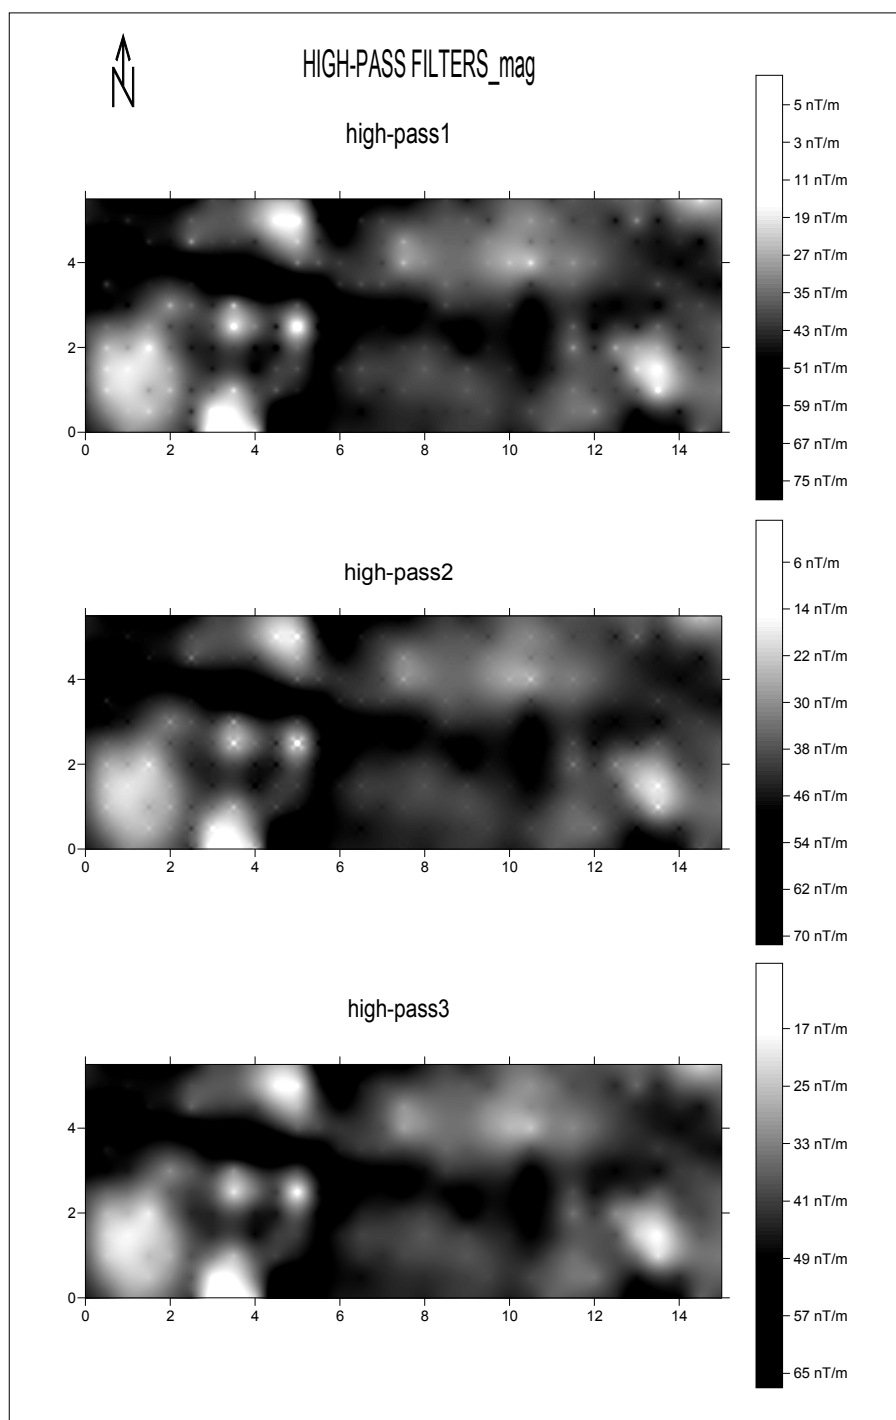 N
HIGH-PASS FILTERS_mag
high-pass1
5 nT/m
3 nT/m
11 nT/m
19 nT/m
27 nT/m
35 nT/m
43 nT/m
51 nT/m
59 nT/m
67 nT/m
75 nT/m
4
2
0
0 2 4 6 8 10 12 14
high-pass2
6 nT/m
14 nT/m
22 nT/m
30 nT/m
38 nT/m
46 nT/m
54 nT/m
62 nT/m
70 nT/m
4
2
0
0 2 4 6 8 10 12 14
high-pass3
17 nT/m
25 nT/m
33 nT/m
41 nT/m
49 nT/m
57 nT/m
65 nT/m
4
2
0
0 2 4 6 8 10 12 14